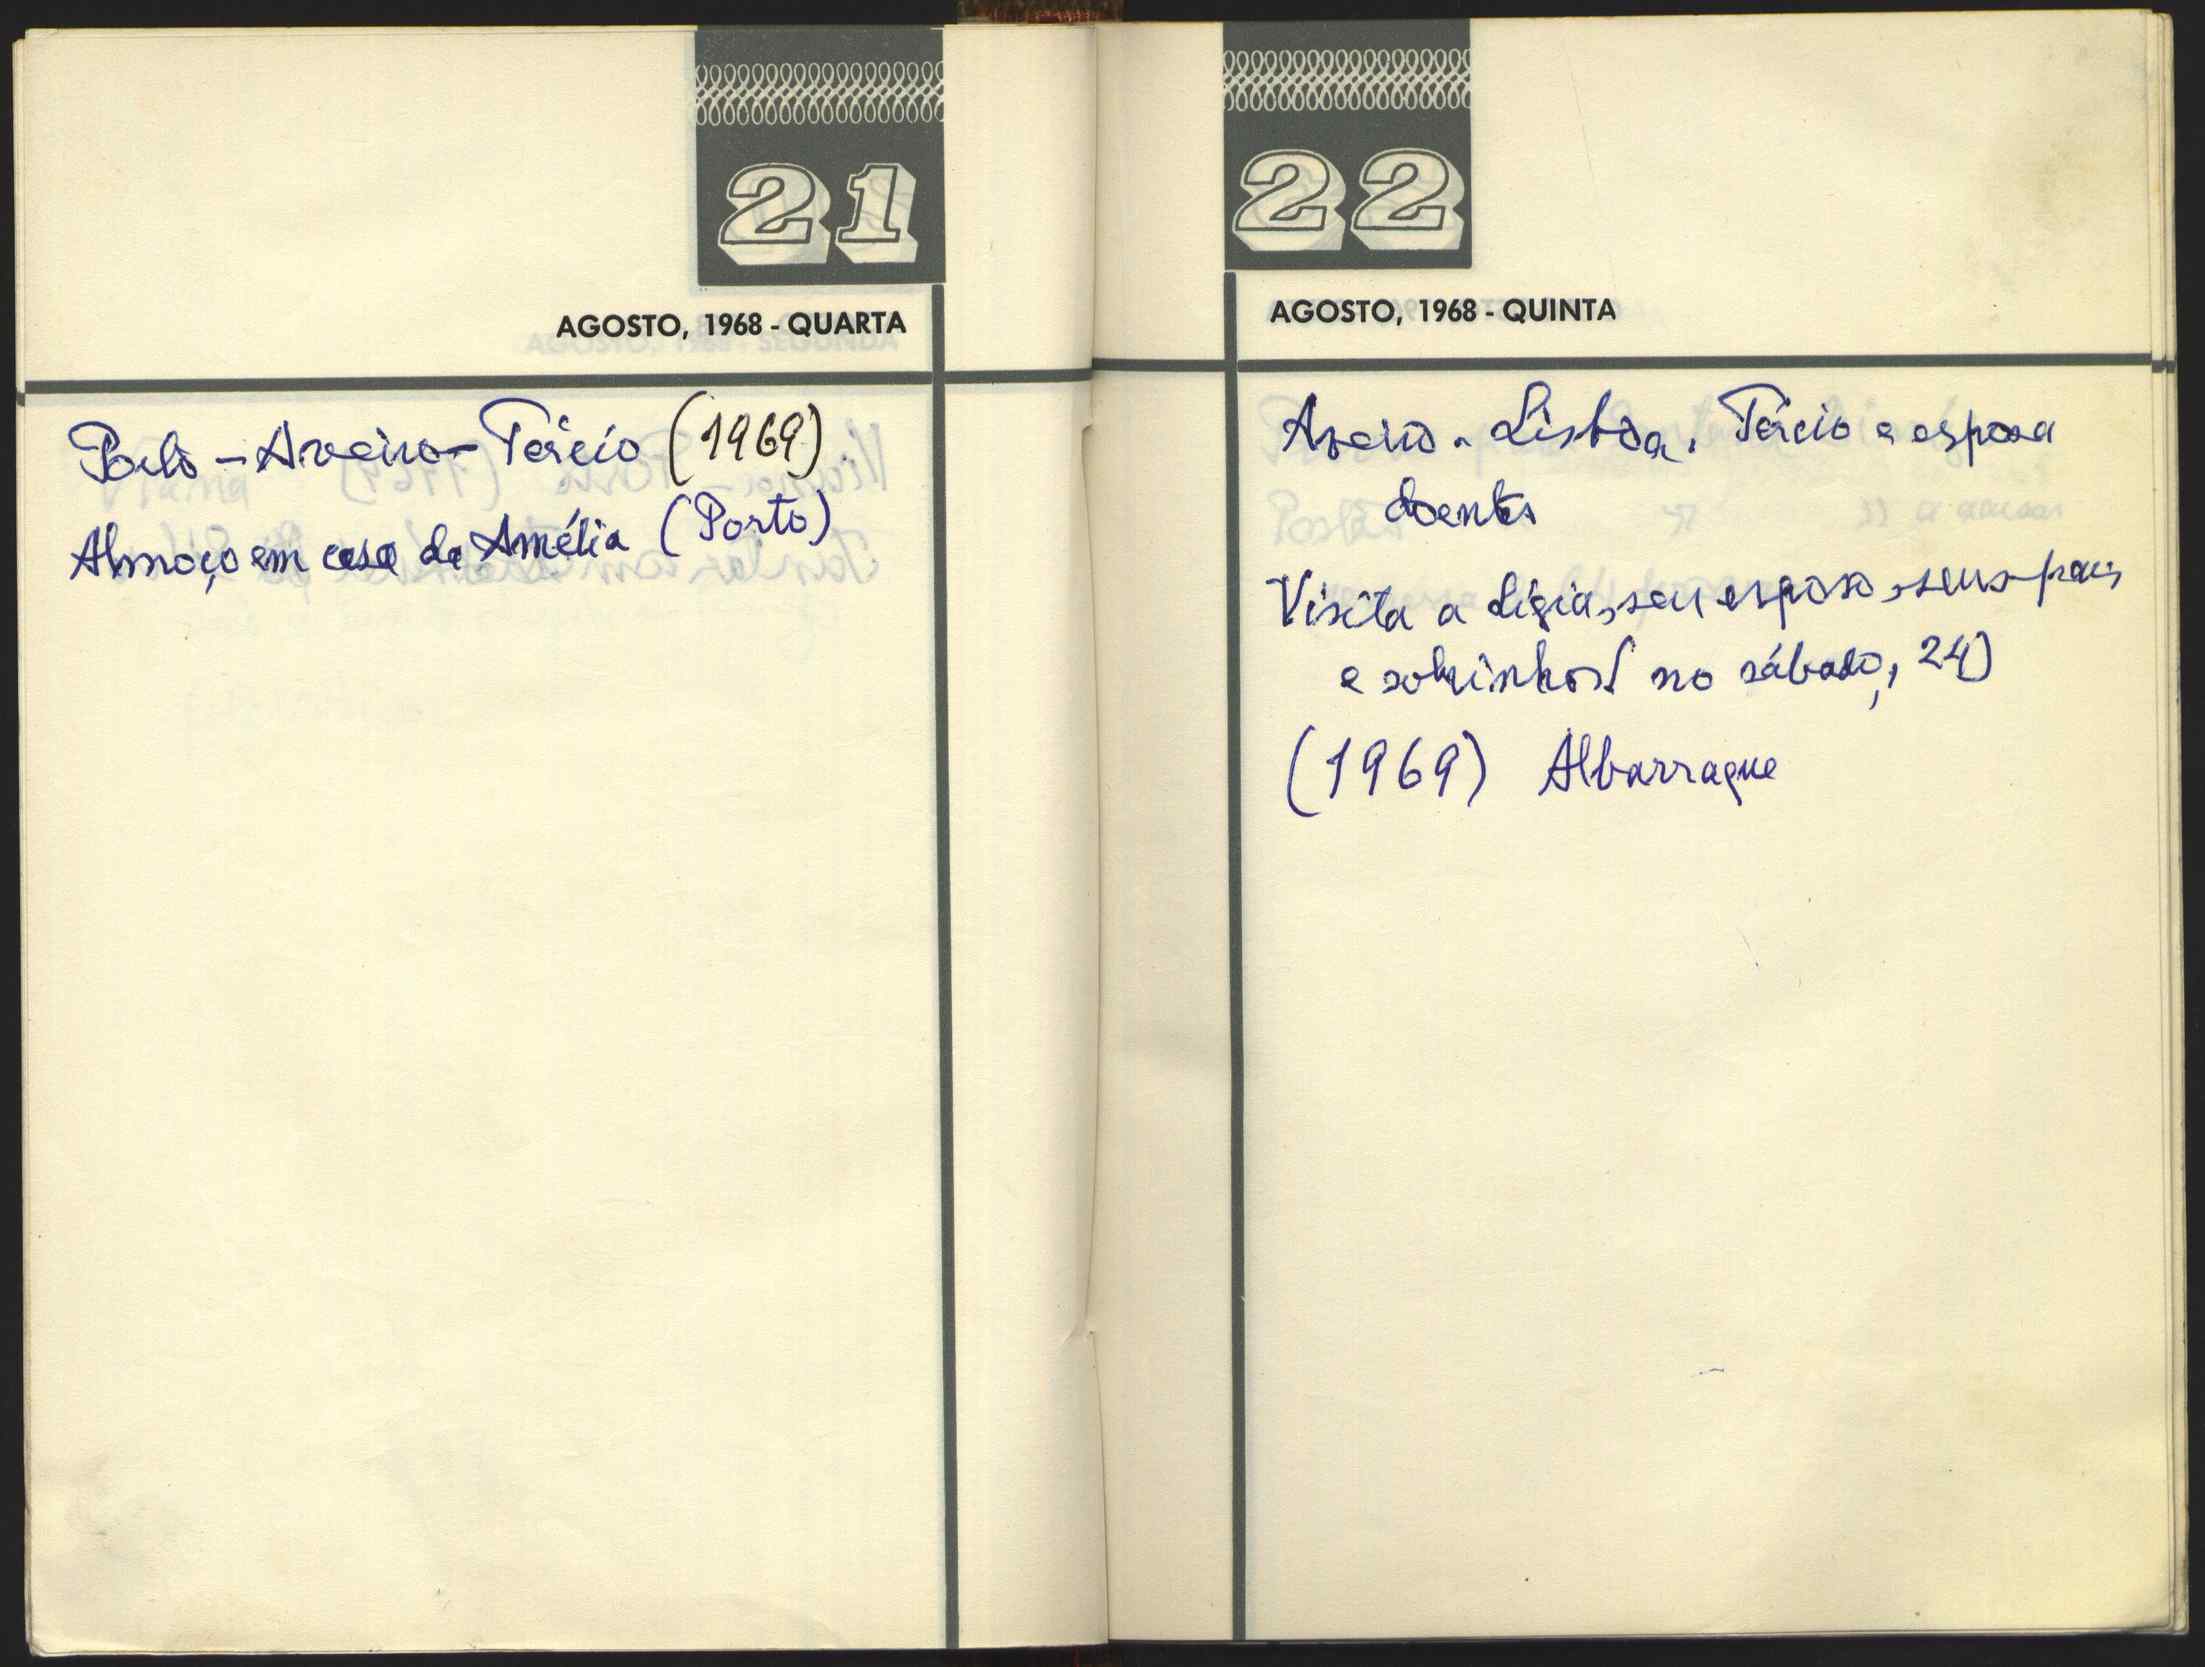 21
AGOSTO, 1968 - QUARTA
Porto - Aveiro - Tércio (1969)
Almoço em casa da Amélia (Porto)
22
AGOSTO, 1968 - QUINTA
Aveiro - Lisboa. Tércio e esposa
doentes
Visita a Lígia, seu esposo, seus pais
e sobrinhos no sábado, 24)
(1969) Albarraque